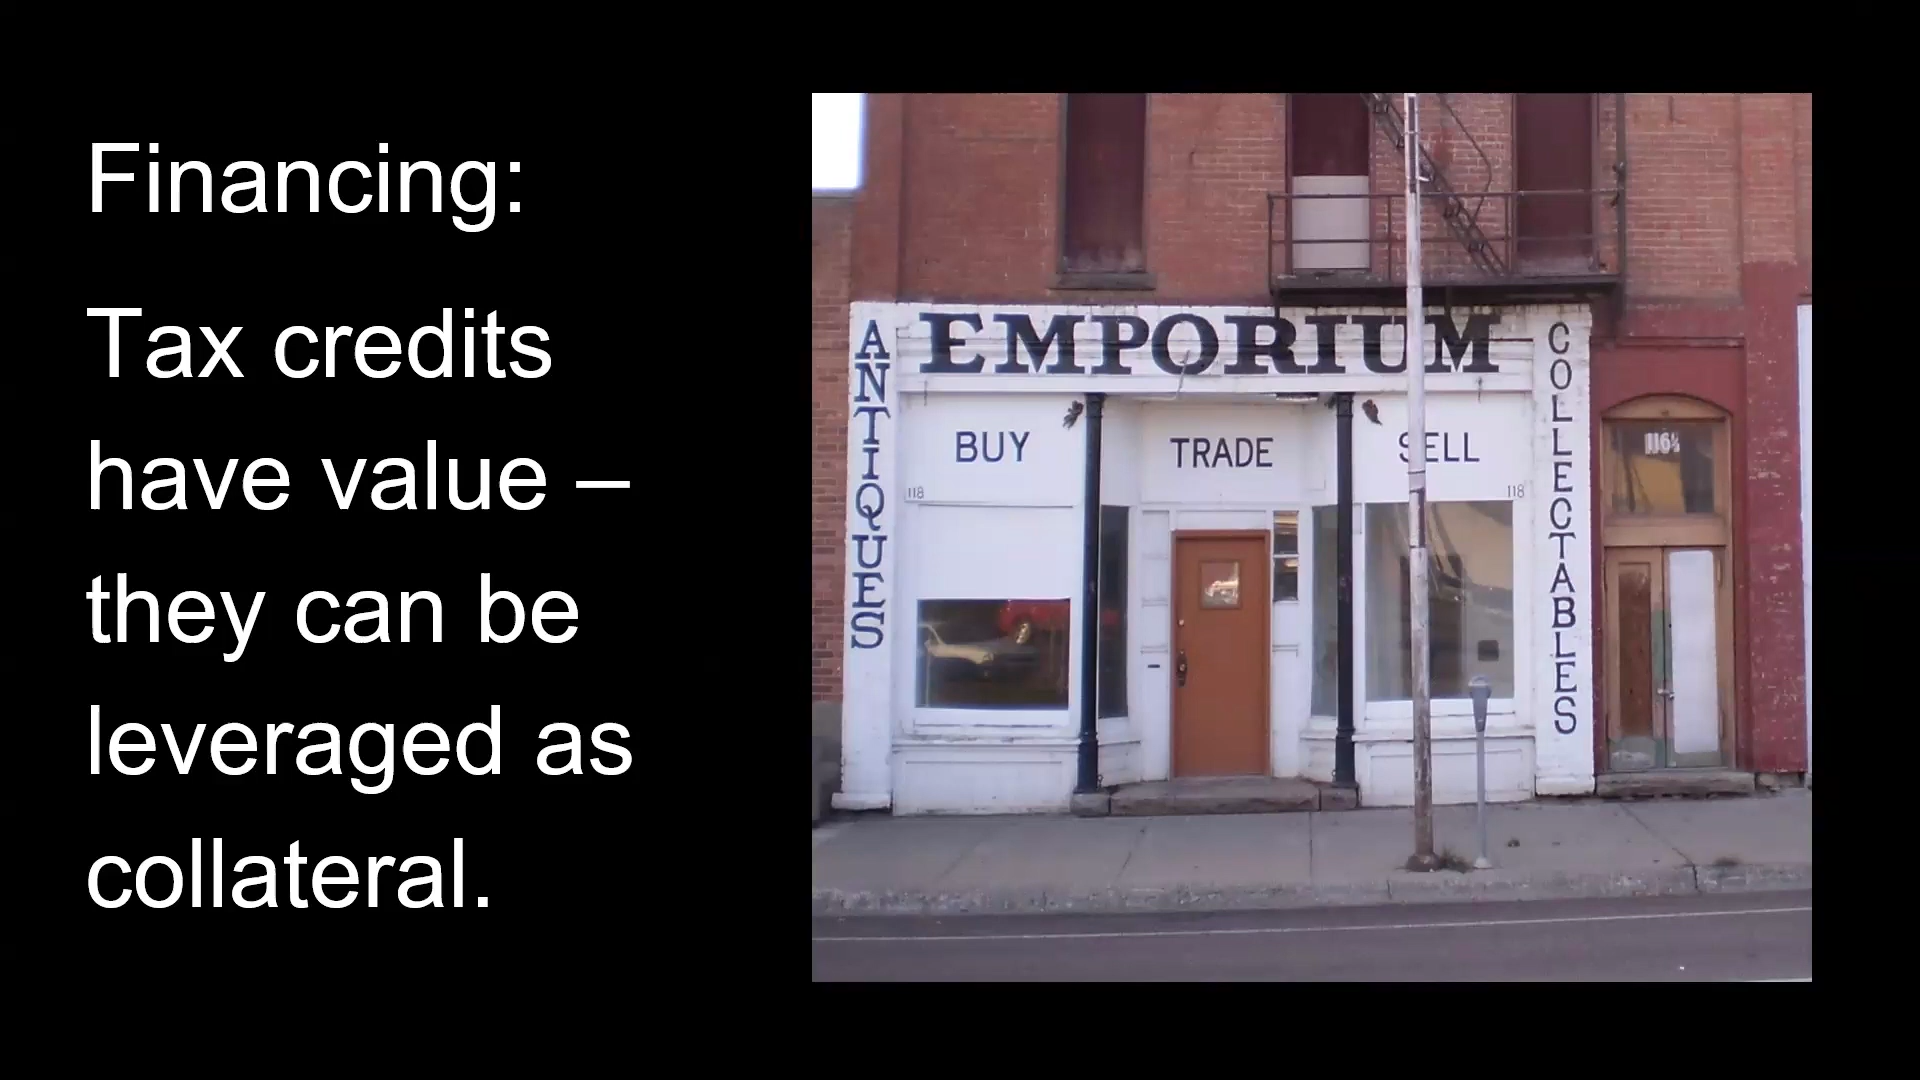 Financing:
Tax credits
have value –
they can be
leveraged as
collateral.
EMPORIUM
ANTIQUES
BUY
TRADE
SELL
COLLECTABLES
118
118
116½